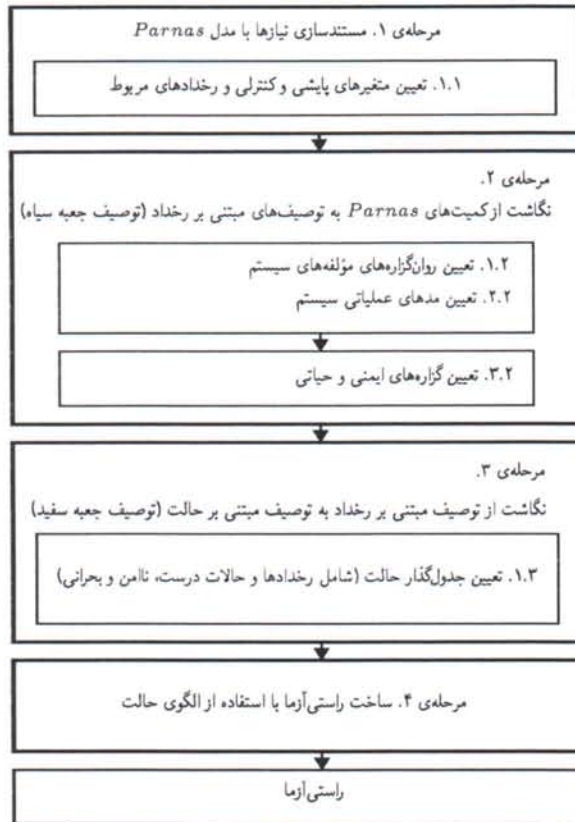 مرحله‌ی ۱. مستندسازی نیازها با مدل Parnas
۱.۱. تعیین متغیرهای پایشی و کنترلی و رخدادهای مربوط
مرحله‌ی ۲.
نگاشت از کمیت‌های Parnas به توصیف‌های مبتنی بر رخداد (توصیف جعبه سیاه)
۱.۲. تعیین روان‌گزاره‌های مؤلفه‌های سیستم
۲.۲. تعیین مدهای عملیاتی سیستم
۳.۲. تعیین گزاره‌های ایمنی و حیاتی
مرحله‌ی ۳.
نگاشت از توصیف مبتنی بر رخداد به توصیف مبتنی بر حالت (توصیف جعبه سفید)
۱.۳. تعیین جدول‌گذار حالت (شامل رخدادها و حالات درست، ناامن و بحرانی)
مرحله‌ی ۴. ساخت راستی‌آزما با استفاده از الگوی حالت
راستی‌آزما